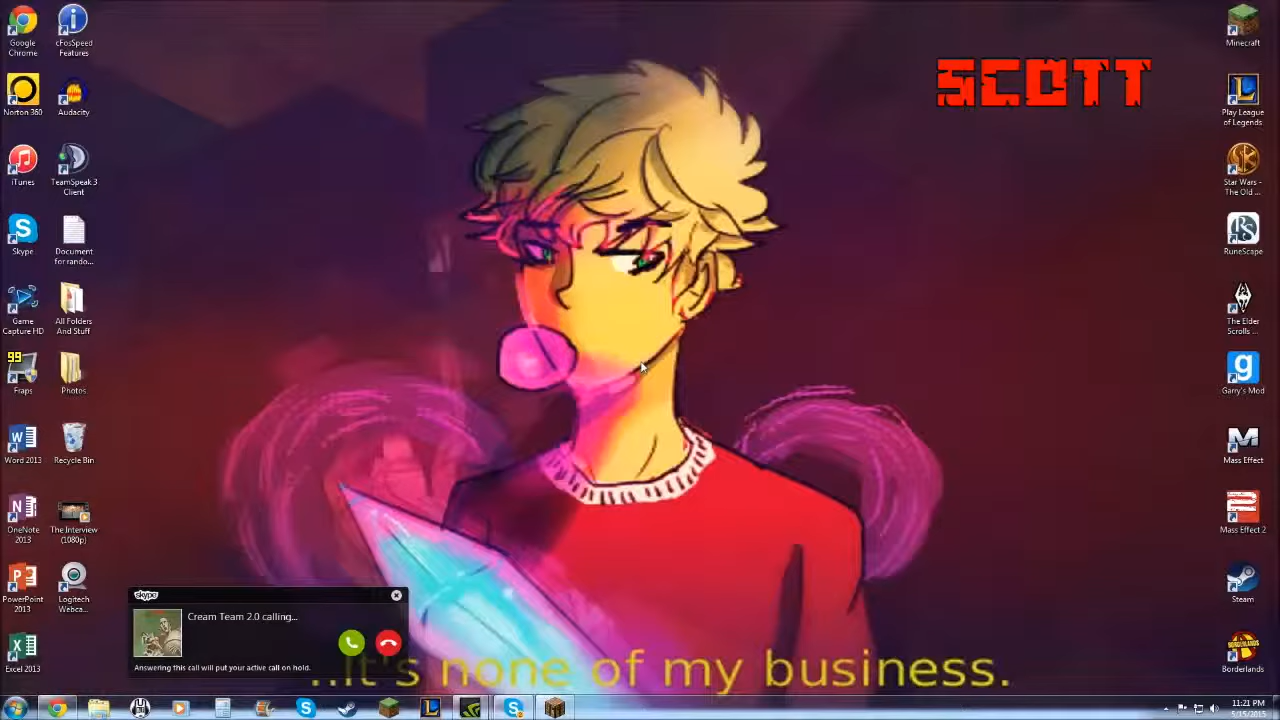 Google
Chrome
cFosSpeed
Features
Norton 360
Audacity
iTunes
TeamSpeak 3
Client
Skype
Document
for rando...
Game
Capture HD
All Folders
And Stuff
99
Fraps
Photos
Word 2013
Recycle Bin
OneNote
2013
The Interview
(1080p)
PowerPoint
2013
Logitech
Webca...
Excel 2013
SCOTT
Minecraft
Play League
of Legends
Star Wars -
The Old ...
RuneScape
The Elder
Scrolls ...
Garry's Mod
Mass Effect
Mass Effect 2
Steam
Borderlands
skype
Cream Team 2.0 calling...
Answering this call will put your active call on hold.
...it's none of my business.
11:21 PM
5/15/2015